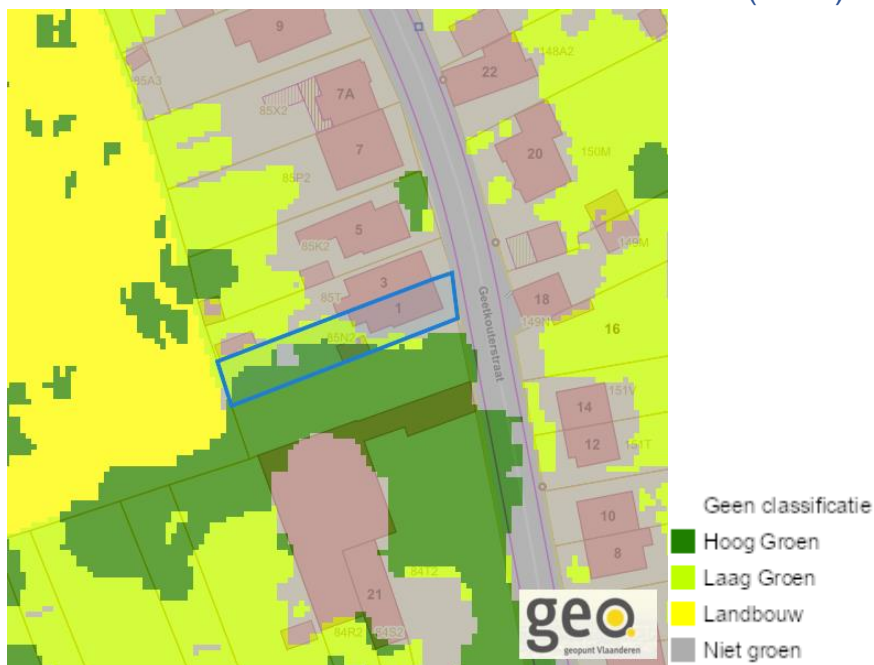 9
85A3
148A2
22
7A
85X2
7
20
150M
85P2
5
85K2
149M
3
85T
1
18
Geetkouterstraat
149N
16
85N2
14
151V
12
151T
10
8
84T2
21
84R2
84S2
geo
geopunt Vlaanderen
Geen classificatie
Hoog Groen
Laag Groen
Landbouw
Niet groen